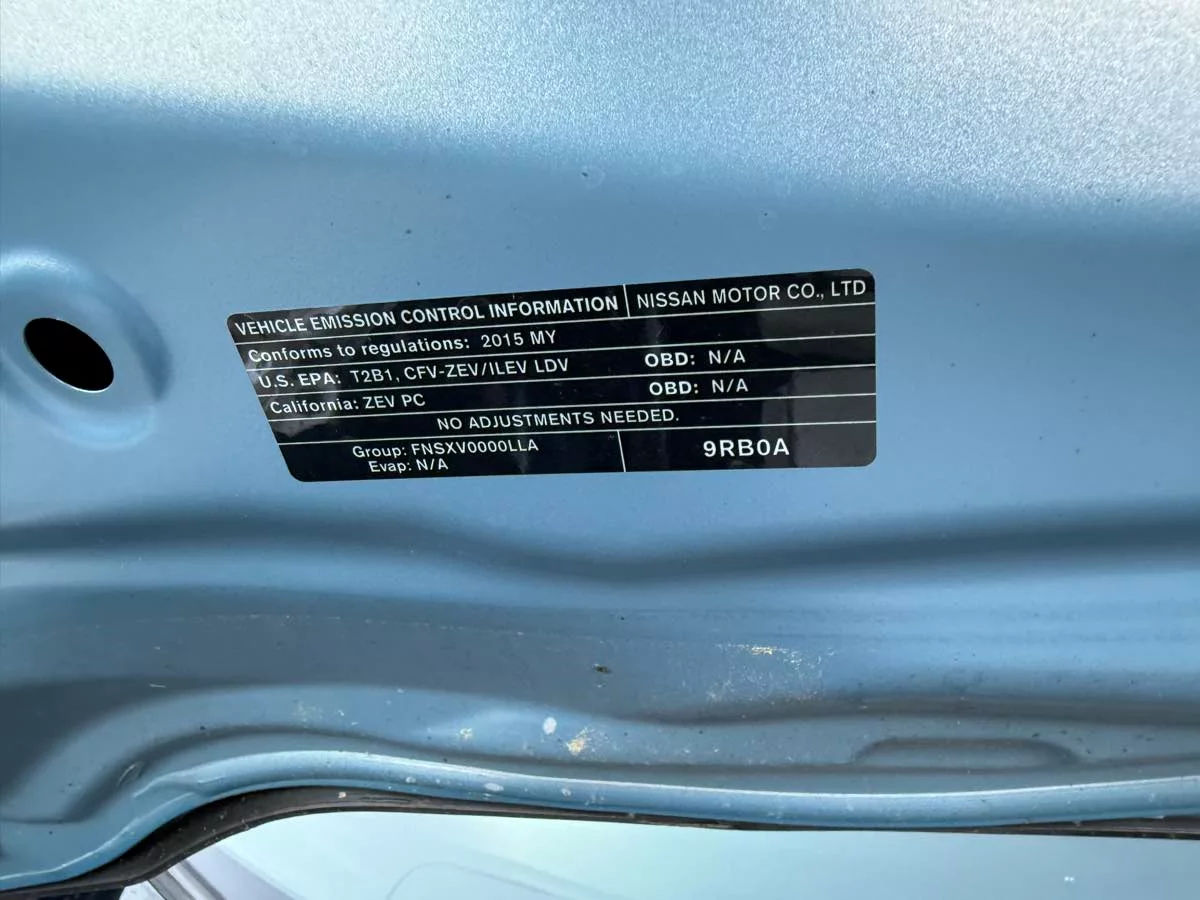 VEHICLE EMISSION CONTROL INFORMATION NISSAN MOTOR CO., LTD
Conforms to regulations: 2015 MY
U.S. EPA: T2B1, CFV-ZEV/ILEV LDV OBD: N/A
California: ZEV PC OBD: N/A
NO ADJUSTMENTS NEEDED.
Group: FNSXV0000LLA
Evap: N/A
9RB0A